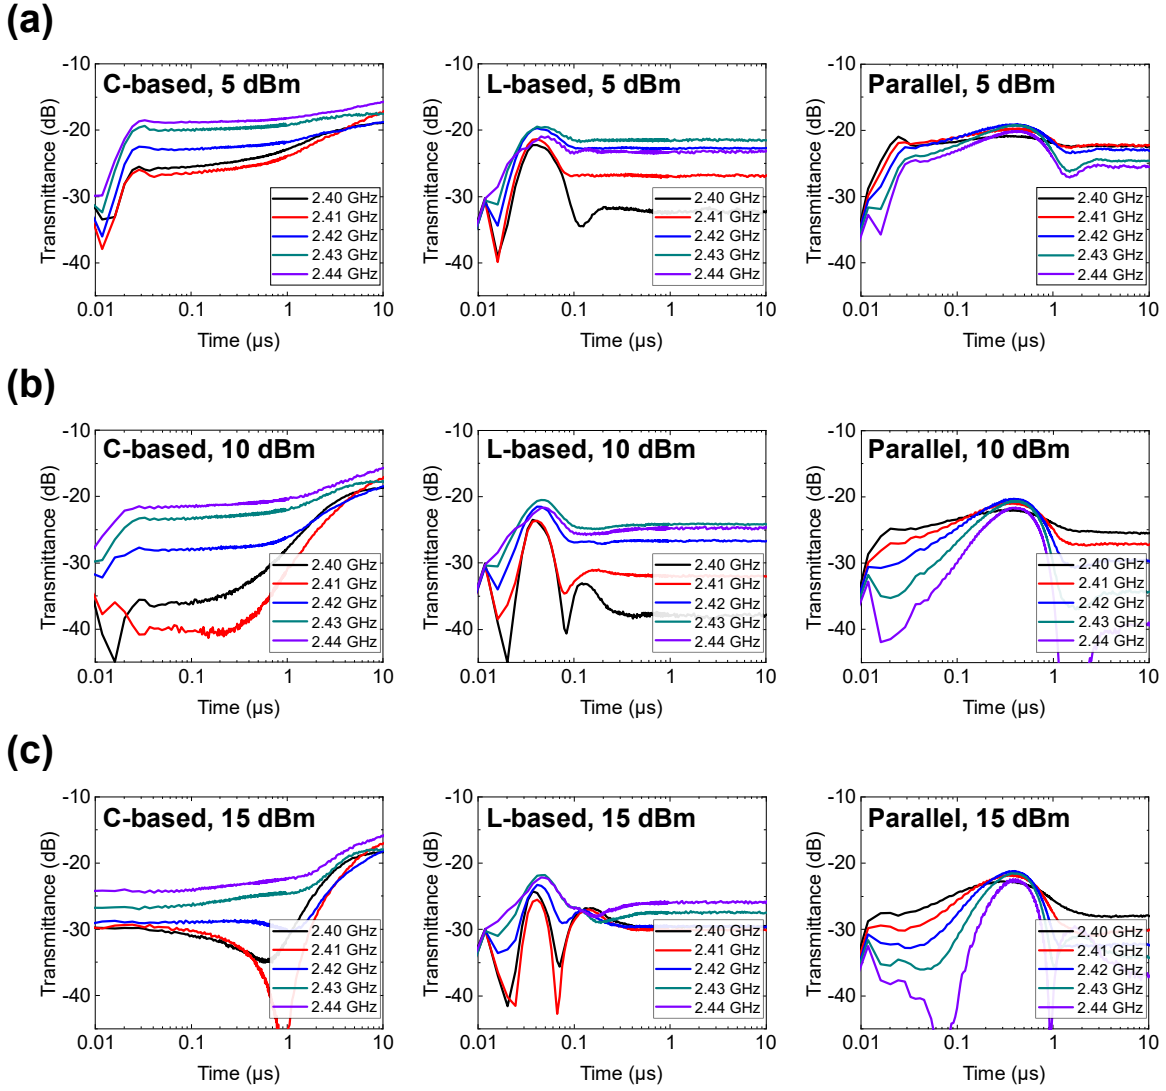 (a)
C-based, 5 dBm
Transmittance (dB)
-10
-20
-30
-40
2.40 GHz
2.41 GHz
2.42 GHz
2.43 GHz
2.44 GHz
0.01 0.1 1 10
Time (µs)
L-based, 5 dBm
Transmittance (dB)
-10
-20
-30
-40
2.40 GHz
2.41 GHz
2.42 GHz
2.43 GHz
2.44 GHz
0.01 0.1 1 10
Time (µs)
Parallel, 5 dBm
Transmittance (dB)
-10
-20
-30
-40
2.40 GHz
2.41 GHz
2.42 GHz
2.43 GHz
2.44 GHz
0.01 0.1 1 10
Time (µs)
(b)
C-based, 10 dBm
Transmittance (dB)
-10
-20
-30
-40
2.40 GHz
2.41 GHz
2.42 GHz
2.43 GHz
2.44 GHz
0.01 0.1 1 10
Time (µs)
L-based, 10 dBm
Transmittance (dB)
-10
-20
-30
-40
2.40 GHz
2.41 GHz
2.42 GHz
2.43 GHz
2.44 GHz
0.01 0.1 1 10
Time (µs)
Parallel, 10 dBm
Transmittance (dB)
-10
-20
-30
-40
2.40 GHz
2.41 GHz
2.42 GHz
2.43 GHz
2.44 GHz
0.01 0.1 1 10
Time (µs)
(c)
C-based, 15 dBm
Transmittance (dB)
-10
-20
-30
-40
2.40 GHz
2.41 GHz
2.42 GHz
2.43 GHz
2.44 GHz
0.01 0.1 1 10
Time (µs)
L-based, 15 dBm
Transmittance (dB)
-10
-20
-30
-40
2.40 GHz
2.41 GHz
2.42 GHz
2.43 GHz
2.44 GHz
0.01 0.1 1 10
Time (µs)
Parallel, 15 dBm
Transmittance (dB)
-10
-20
-30
-40
2.40 GHz
2.41 GHz
2.42 GHz
2.43 GHz
2.44 GHz
0.01 0.1 1 10
Time (µs)